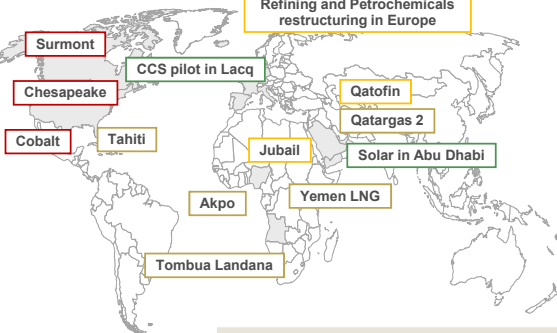 Refining and Petrochemicals
restructuring in Europe
Surmont
CCS pilot in Lacq
Chesapeake
Qatofin
Qatargas 2
Cobalt
Tahiti
Jubail
Solar in Abu Dhabi
Akpo
Yemen LNG
Tombua Landana